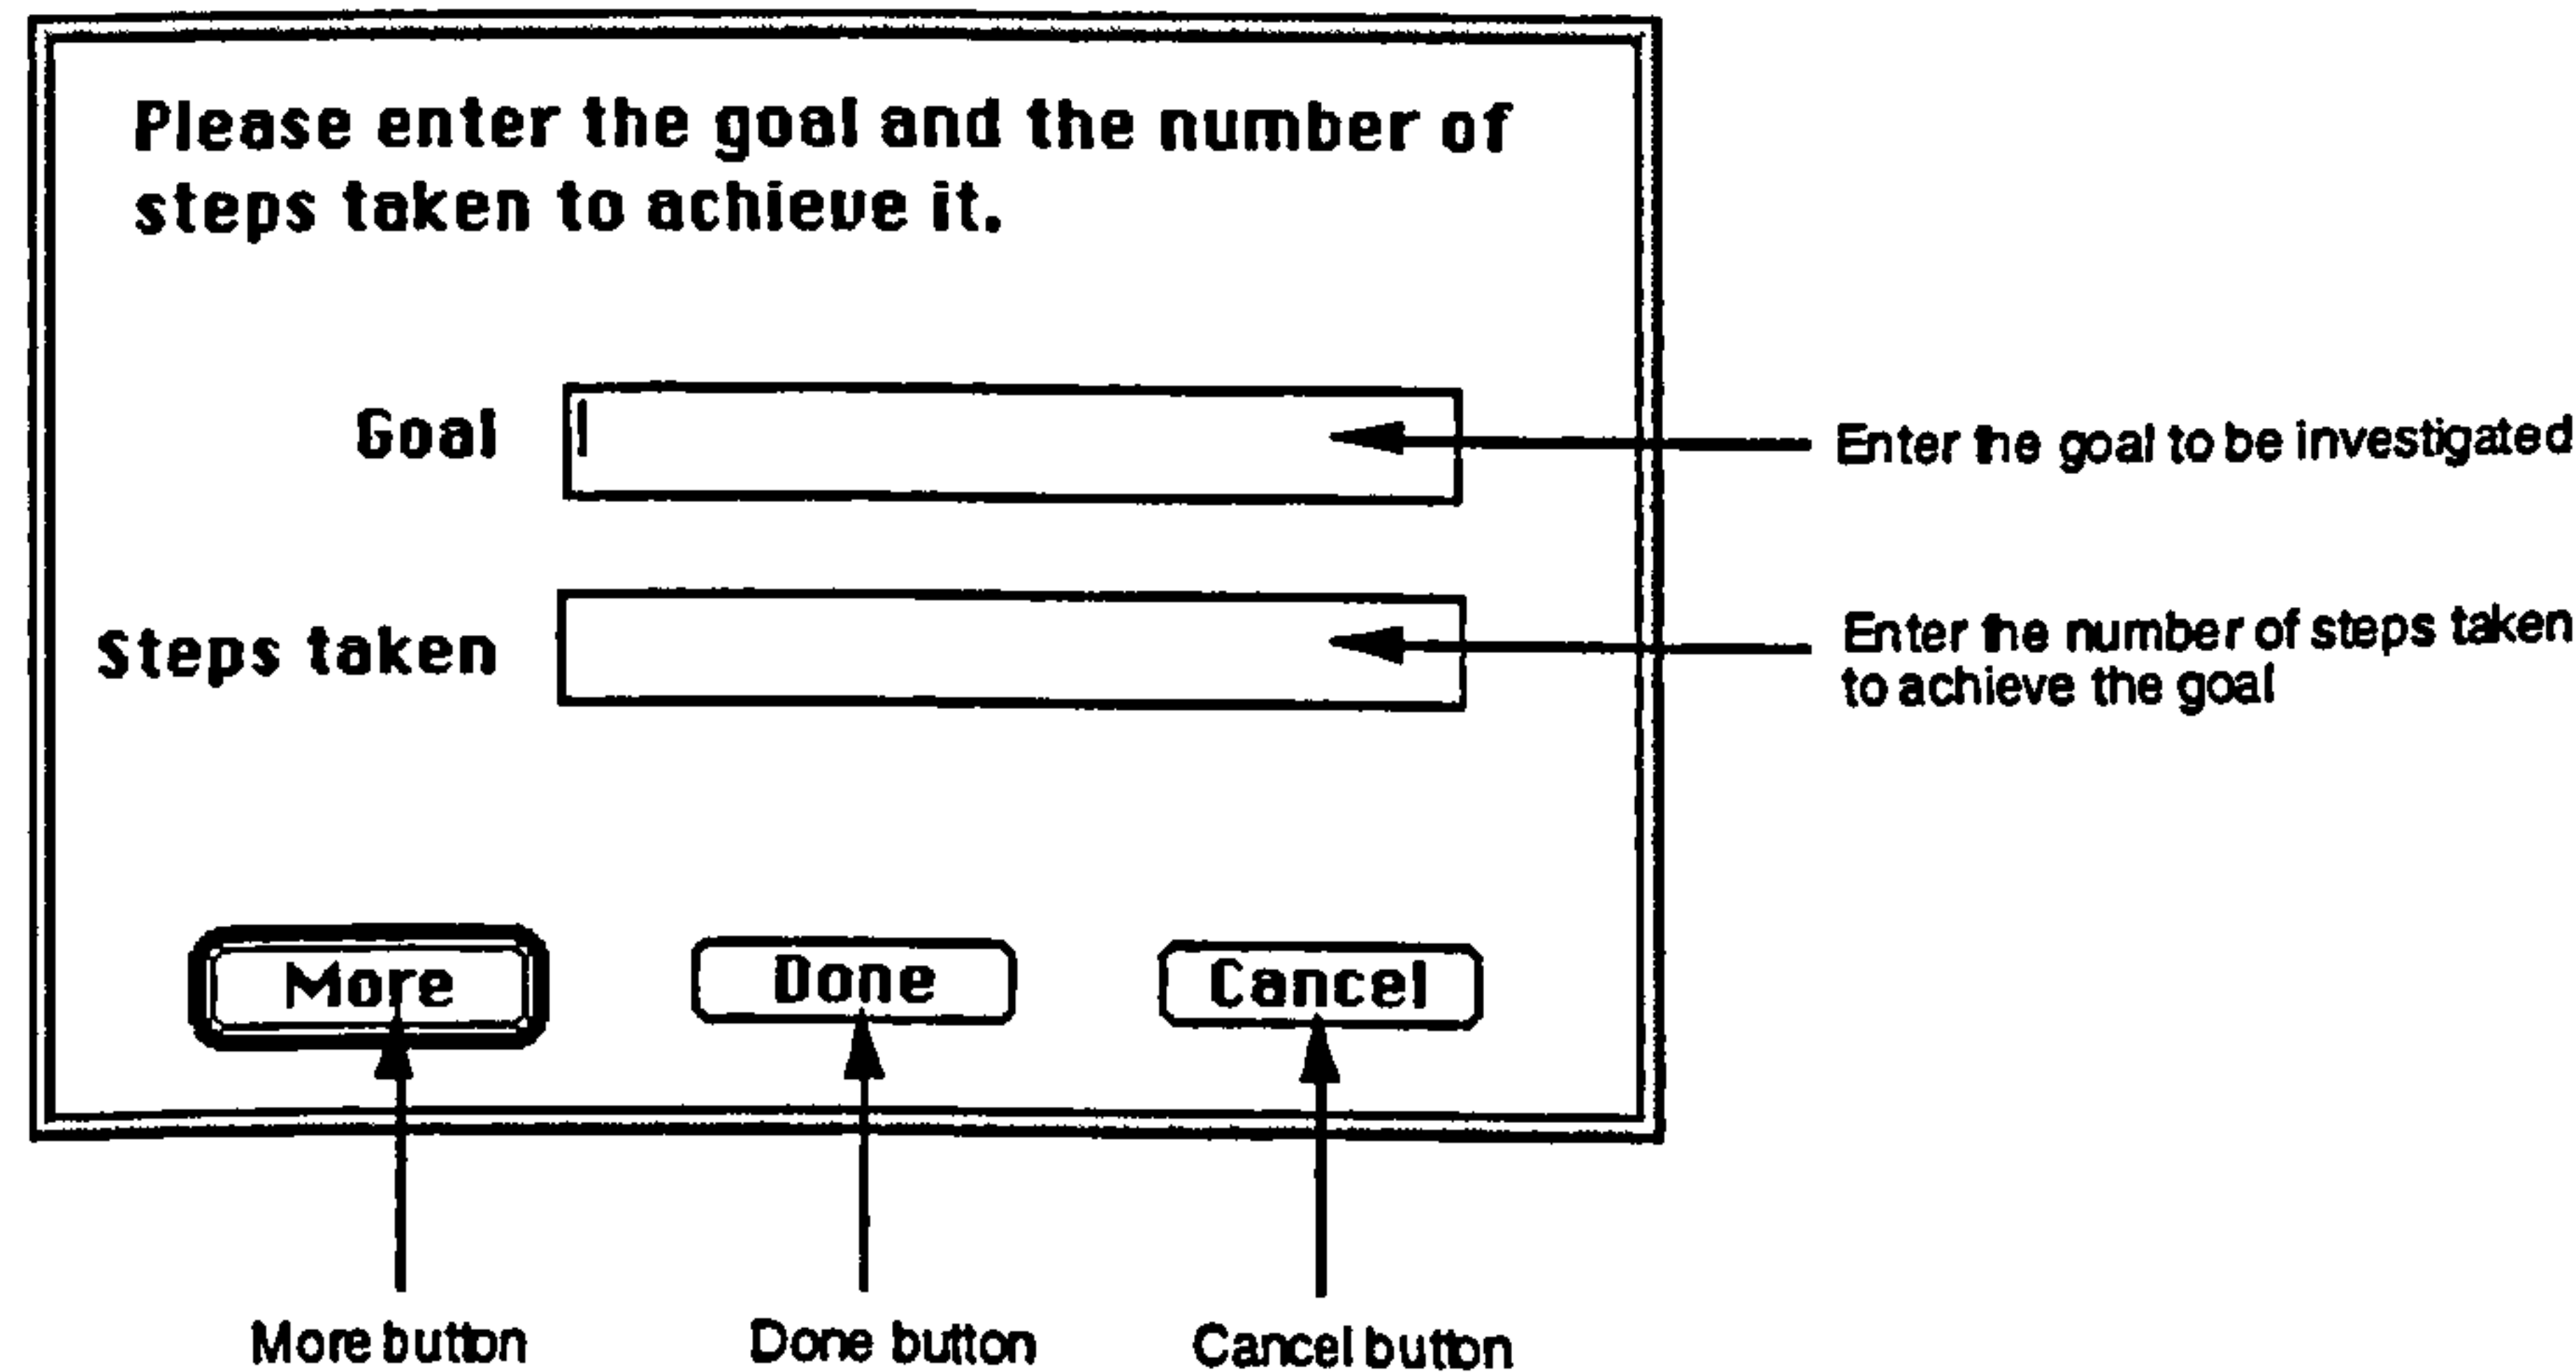 Please enter the goal and the number of
steps taken to achieve it.
Goal
Enter the goal to be investigated
Steps taken
Enter the number of steps taken
to achieve the goal
More
Done
Cancel
More button
Done button
Cancel button